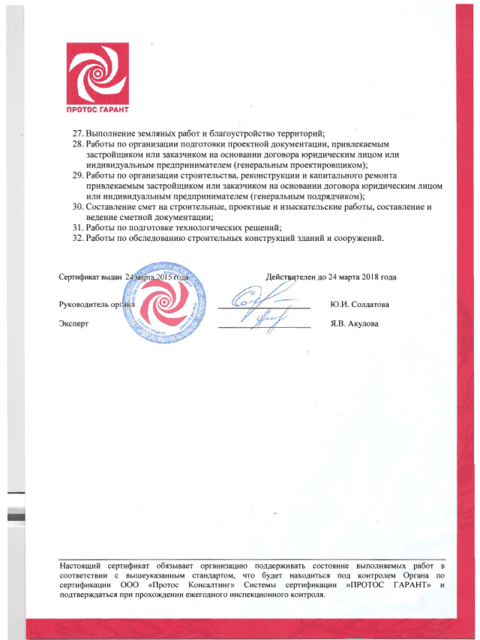 ПРОТОС ГАРАНТ
27. Выполнение земляных работ и благоустройство территорий;
28. Работы по организации подготовки проектной документации, привлекаемым
застройщиком или заказчиком на основании договора юридическим лицом или
индивидуальным предпринимателем (генеральным проектировщиком);
29. Работы по организации строительства, реконструкции и капитального ремонта
привлекаемым застройщиком или заказчиком на основании договора юридическим лицом
или индивидуальным предпринимателем (генеральным подрядчиком);
30. Составление смет на строительные, проектные и изыскательские работы, составление и
ведение сметной документации;
31. Работы по подготовке технологических решений;
32. Работы по обследованию строительных конструкций зданий и сооружений.
Сертификат выдан 24 марта 2015 года Действителен до 24 марта 2018 года
Руководитель органа Ю.И. Солдатова
Эксперт Я.В. Акулова
Настоящий сертификат обязывает организацию поддерживать состояние выполняемых работ в
соответствии с вышеуказанным стандартом, что будет находиться под контролем Органа по
сертификации ООО «Протос Консалтинг» Системы сертификации «ПРОТОС ГАРАНТ» и
подтверждаться при прохождении ежегодного инспекционного контроля.